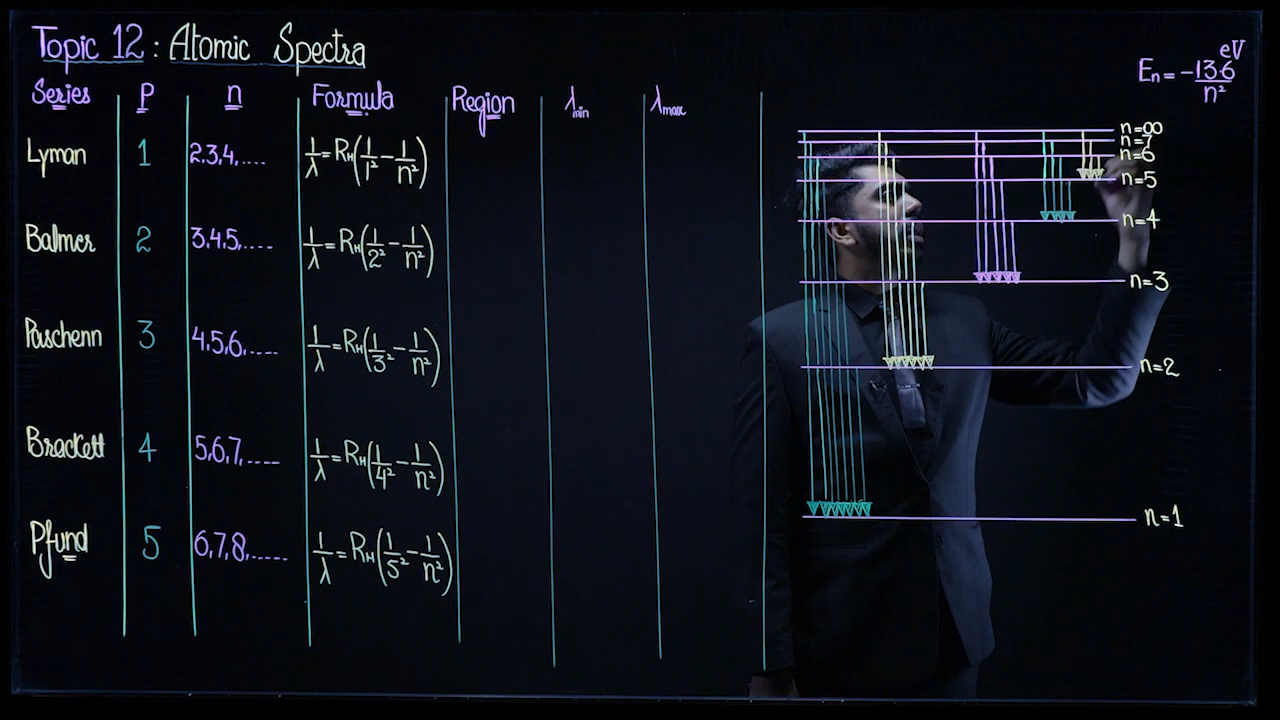 Topic 12: Atomic Spectra
Series P n Formula Region λmin λmax
Lyman 1 2,3,4,.... 1/λ = RH(1/1² - 1/n²)
Balmer 2 3,4,5,.... 1/λ = RH(1/2² - 1/n²)
Paschenn 3 4,5,6,..... 1/λ = RH(1/3² - 1/n²)
Brackett 4 5,6,7,..... 1/λ = RH(1/4² - 1/n²)
Pfund 5 6,7,8,...... 1/λ = RH(1/5² - 1/n²)
En = -13.6/n² eV
n=∞
n=7
n=6
n=5
n=4
n=3
n=2
n=1